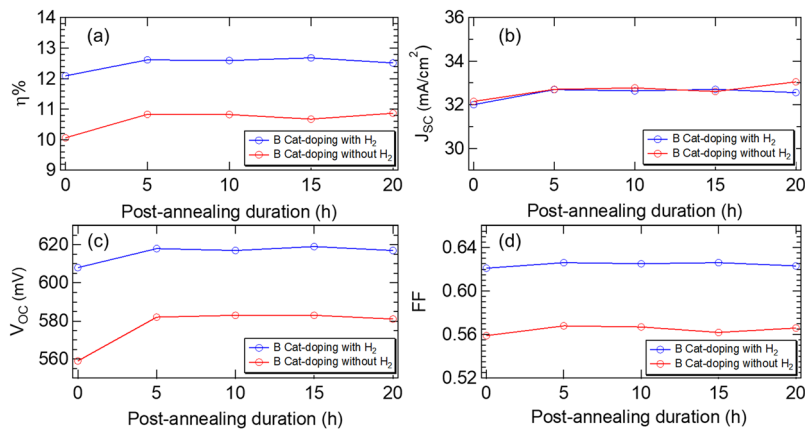 (a)
η%
14
13
12
11
10
9
B Cat-doping with H2
B Cat-doping without H2
0 5 10 15 20
Post-annealing duration (h)
(b)
JSC (mA/cm2)
36
34
32
30
B Cat-doping with H2
B Cat-doping without H2
0 5 10 15 20
Post-annealing duration (h)
(c)
VOC (mV)
620
600
580
560
B Cat-doping with H2
B Cat-doping without H2
0 5 10 15 20
Post-annealing duration (h)
(d)
FF
0.64
0.60
0.56
0.52
B Cat-doping with H2
B Cat-doping without H2
0 5 10 15 20
Post-annealing duration (h)